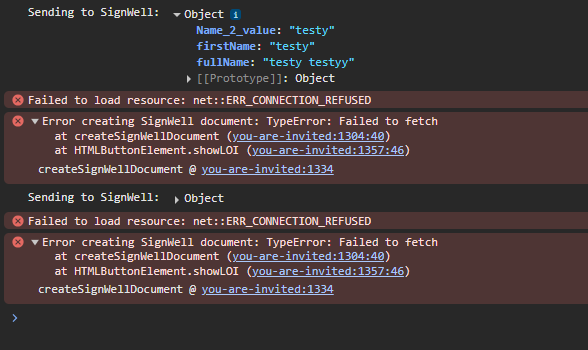 Sending to SignWell: ▼Object i
Name_2_value: "testy"
firstName: "testy"
fullName: "testy testyy"
▶[[Prototype]]: Object
Failed to load resource: net::ERR_CONNECTION_REFUSED
▼Error creating SignWell document: TypeError: Failed to fetch
at createSignWellDocument (you-are-invited:1304:40)
at HTMLButtonElement.showLOI (you-are-invited:1357:46)
createSignWellDocument @ you-are-invited:1334
Sending to SignWell: ▶Object
Failed to load resource: net::ERR_CONNECTION_REFUSED
▼Error creating SignWell document: TypeError: Failed to fetch
at createSignWellDocument (you-are-invited:1304:40)
at HTMLButtonElement.showLOI (you-are-invited:1357:46)
createSignWellDocument @ you-are-invited:1334
>